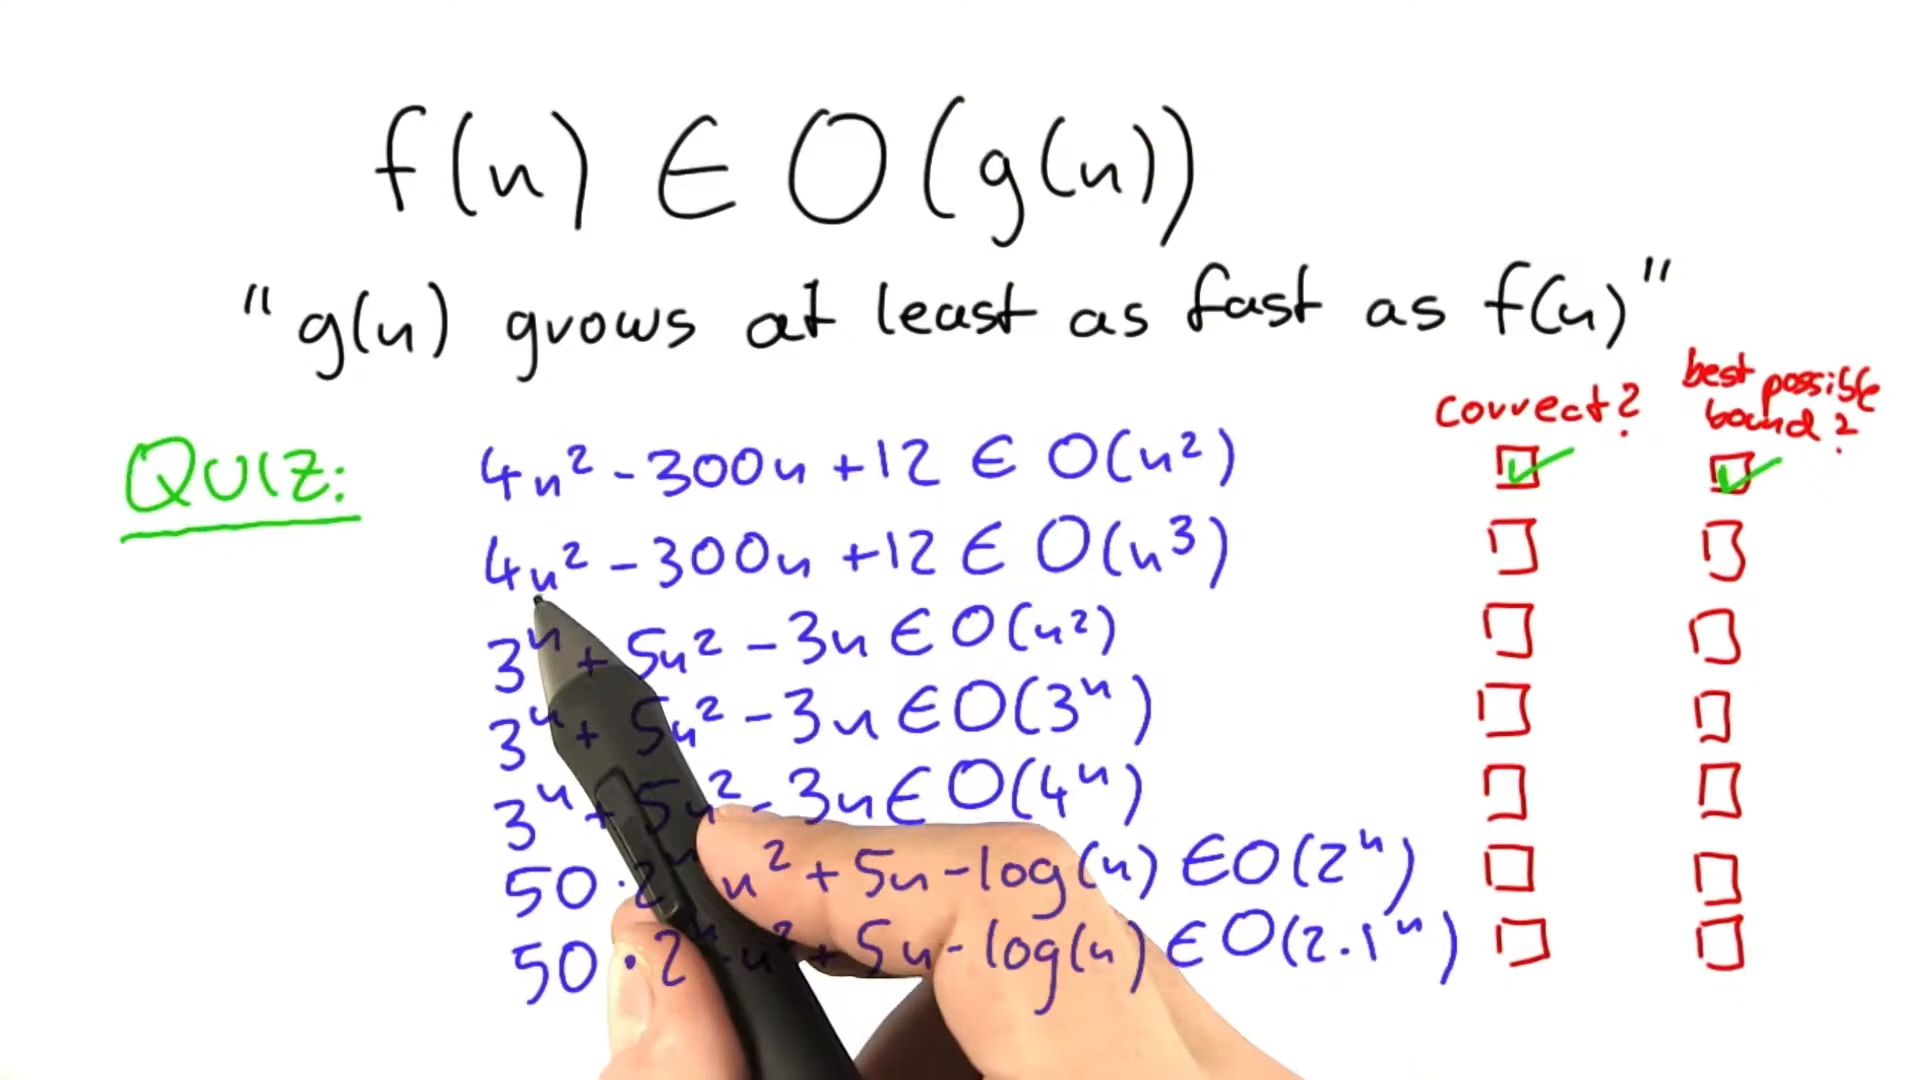 f(n) ∈ O(g(n))
"g(n) grows at least as fast as f(n)"
correct?
best possible
bound?
QUIZ:
4n² - 300n + 12 ∈ O(n²)
4n² - 300n + 12 ∈ O(n³)
3ⁿ + 5n² - 3n ∈ O(n²)
3ⁿ + 5n² - 3n ∈ O(3ⁿ)
3ⁿ + 5n² - 3n ∈ O(4ⁿ)
50 · 2ⁿ n² + 5n - log(n) ∈ O(2ⁿ)
50 · 2ⁿ · n² + 5n - log(n) ∈ O(2.1ⁿ)